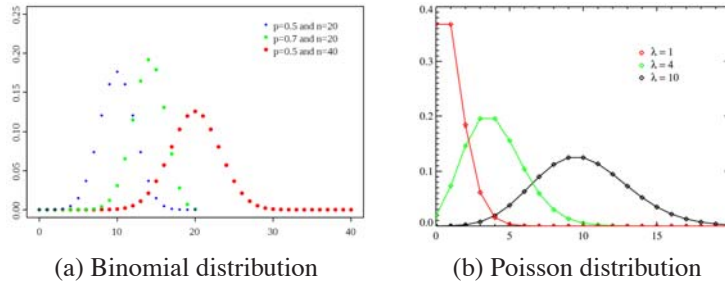 0.25
0.20
0.15
0.10
0.05
0.00
0
10
20
30
40
p=0.5 and n=20
p=0.7 and n=20
p=0.5 and n=40
(a) Binomial distribution
0.4
0.3
0.2
0.1
0.0
0
5
10
15
λ = 1
λ = 4
λ = 10
(b) Poisson distribution